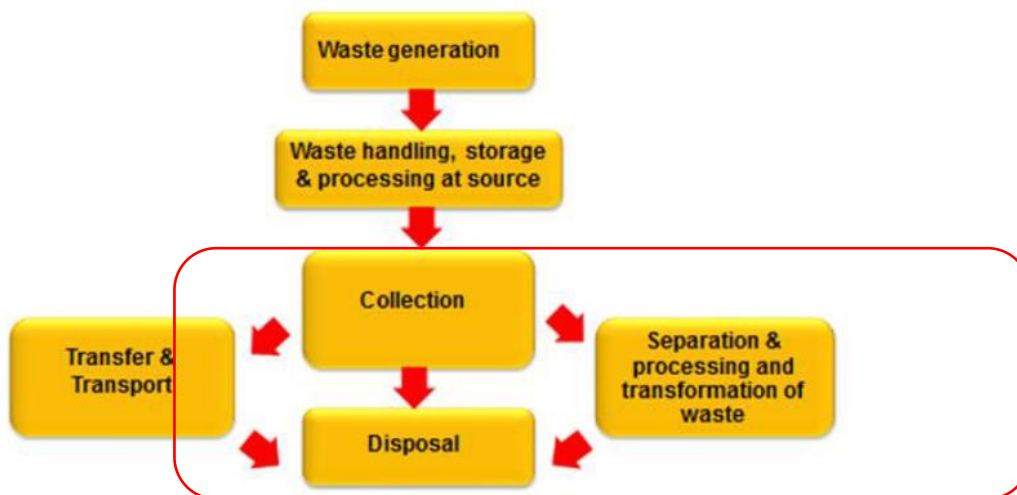 Waste generation
Waste handling, storage
& processing at source
Collection
Transfer &
Transport
Separation &
processing and
transformation of
waste
Disposal